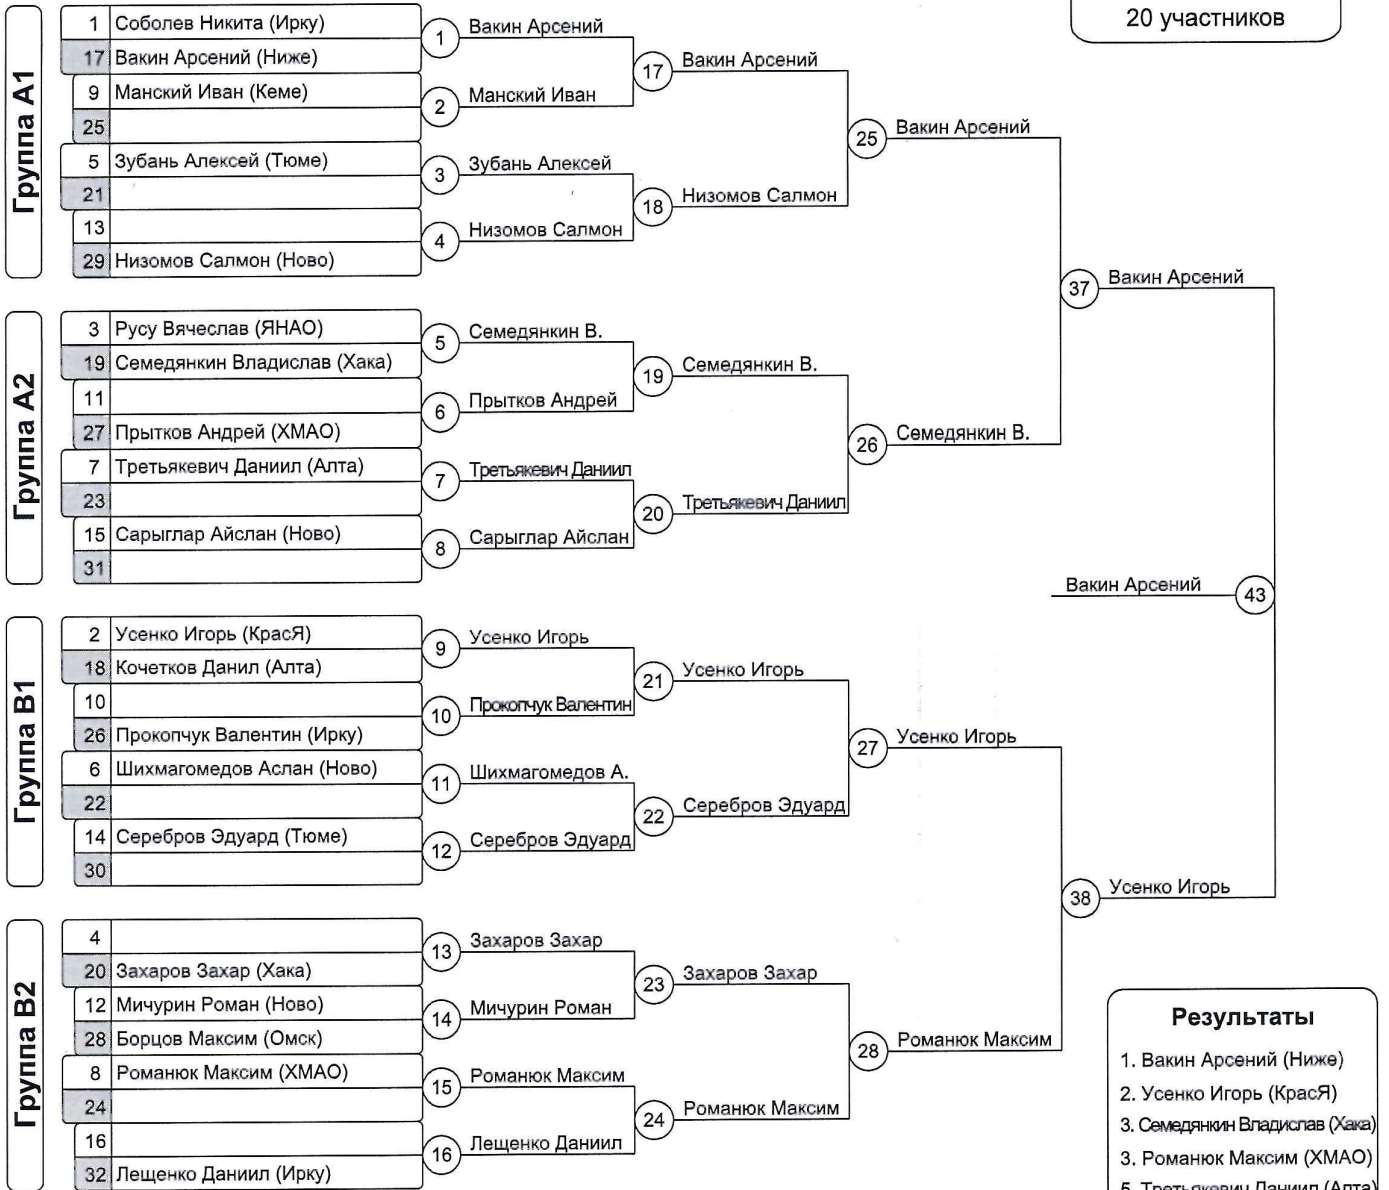 20 участников
Группа А1
1 Соболев Никита (Ирку)
17 Вакин Арсений (Ниже)
9 Манский Иван (Кеме)
25
5 Зубань Алексей (Тюме)
21
13
29 Низомов Салмон (Ново)
1 Вакин Арсений
2 Манский Иван
3 Зубань Алексей
4 Низомов Салмон
17 Вакин Арсений
18 Низомов Салмон
25 Вакин Арсений
Группа А2
3 Русу Вячеслав (ЯНАО)
19 Семедянкин Владислав (Хака)
11
27 Прытков Андрей (ХМАО)
7 Третьякевич Даниил (Алта)
23
15 Сарыглар Айслан (Ново)
31
5 Семедянкин В.
6 Прытков Андрей
7 Третьякевич Даниил
8 Сарыглар Айслан
19 Семедянкин В.
20 Третьякевич Даниил
26 Семедянкин В.
37 Вакин Арсений
Группа В1
2 Усенко Игорь (КрасЯ)
18 Кочетков Данил (Алта)
10
26 Прокопчук Валентин (Ирку)
6 Шихмагомедов Аслан (Ново)
22
14 Серебров Эдуард (Тюме)
30
9 Усенко Игорь
10 Прокопчук Валентин
11 Шихмагомедов А.
12 Серебров Эдуард
21 Усенко Игорь
22 Серебров Эдуард
27 Усенко Игорь
Группа В2
4
20 Захаров Захар (Хака)
12 Мичурин Роман (Ново)
28 Борцов Максим (Омск)
8 Романюк Максим (ХМАО)
24
16
32 Лещенко Даниил (Ирку)
13 Захаров Захар
14 Мичурин Роман
15 Романюк Максим
16 Лещенко Даниил
23 Захаров Захар
24 Романюк Максим
28 Романюк Максим
38 Усенко Игорь
Вакин Арсений 43
Результаты
1. Вакин Арсений (Ниже)
2. Усенко Игорь (КрасЯ)
3. Семедянкин Владислав (Хака)
3. Романюк Максим (ХМАО)
5. Третьякевич Даниил (Алта)